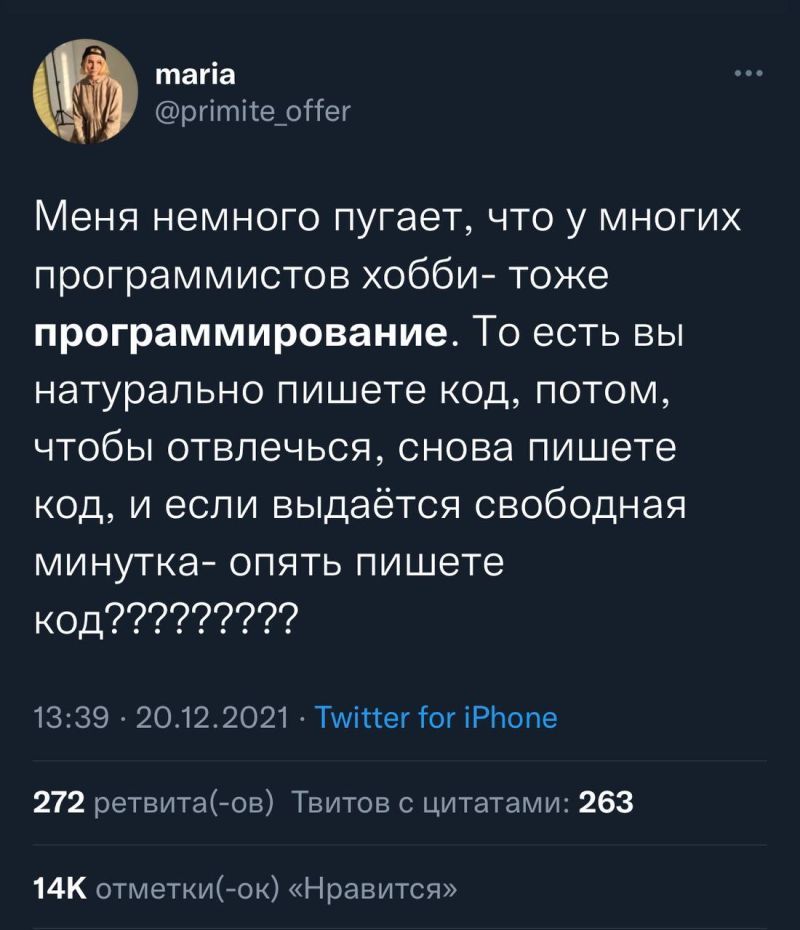 maria
@primite_offer
Меня немного пугает, что у многих
программистов хобби- тоже
программирование. То есть вы
натурально пишете код, потом,
чтобы отвлечься, снова пишете
код, и если выдаётся свободная
минутка- опять пишете
код?????????
13:39 · 20.12.2021 · Twitter for iPhone
272 ретвита(-ов) Твитов с цитатами: 263
14K отметки(-ок) «Нравится»